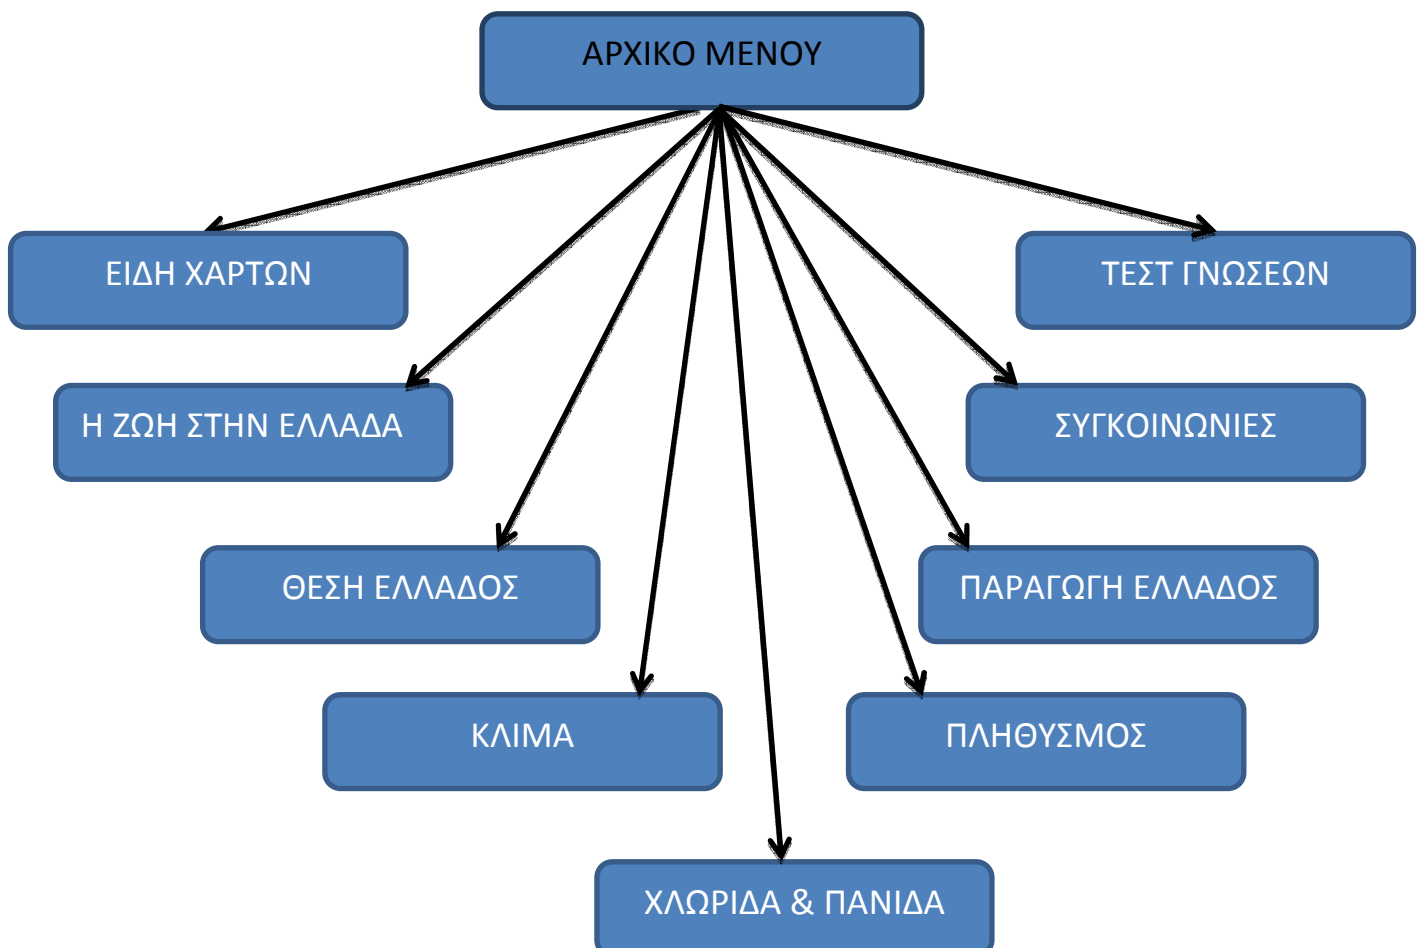 ΑΡΧΙΚΟ ΜΕΝΟΥ
ΕΙΔΗ ΧΑΡΤΩΝ
ΤΕΣΤ ΓΝΩΣΕΩΝ
Η ΖΩΗ ΣΤΗΝ ΕΛΛΑΔΑ
ΣΥΓΚΟΙΝΩΝΙΕΣ
ΘΕΣΗ ΕΛΛΑΔΟΣ
ΠΑΡΑΓΩΓΗ ΕΛΛΑΔΟΣ
ΚΛΙΜΑ
ΠΛΗΘΥΣΜΟΣ
ΧΛΩΡΙΔΑ & ΠΑΝΙΔΑ